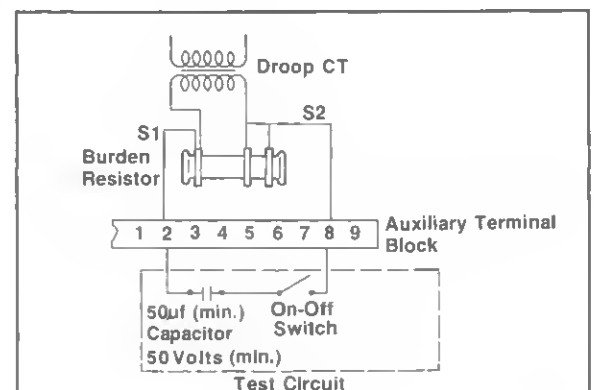 Droop CT
S1
S2
Burden
Resistor
1 2 3 4 5 6 7 8 9
Auxiliary Terminal
Block
50µf (min.)
Capacitor
50 Volts (min.)
On-Off
Switch
Test Circuit